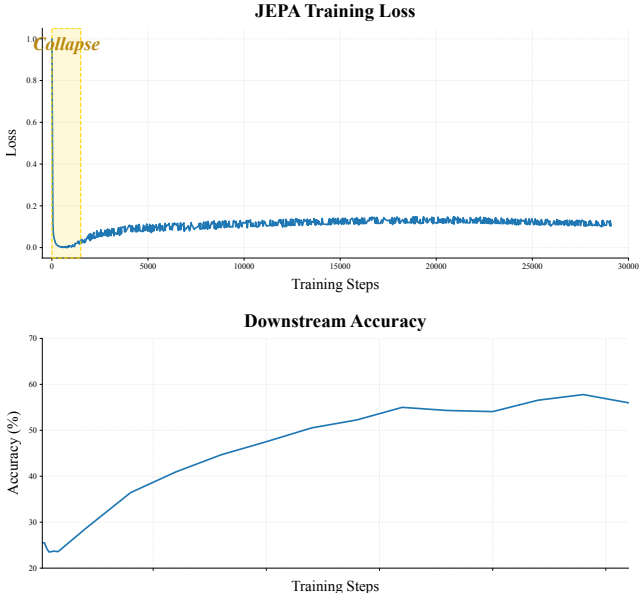 JEPA Training Loss
Collapse
1.0
0.8
0.6
0.4
0.2
0.0
Loss
0
5000
10000
15000
20000
25000
30000
Training Steps
Downstream Accuracy
70
60
50
40
30
20
Accuracy (%)
Training Steps